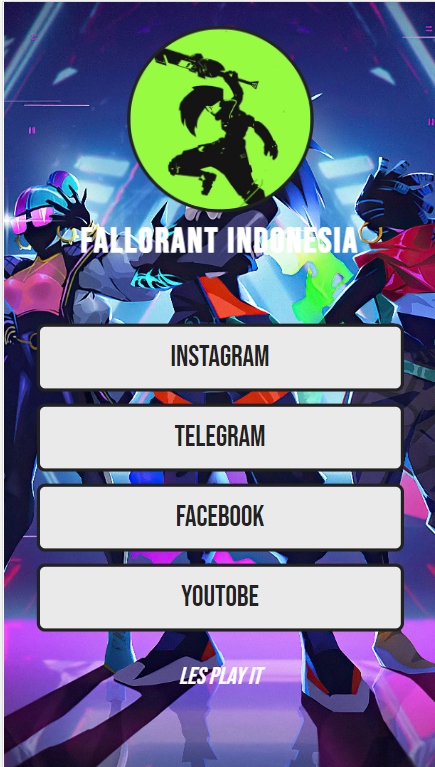 FALLORANT INDONESIA
INSTAGRAM
TELEGRAM
FACEBOOK
YOUTOBE
LES PLAY IT